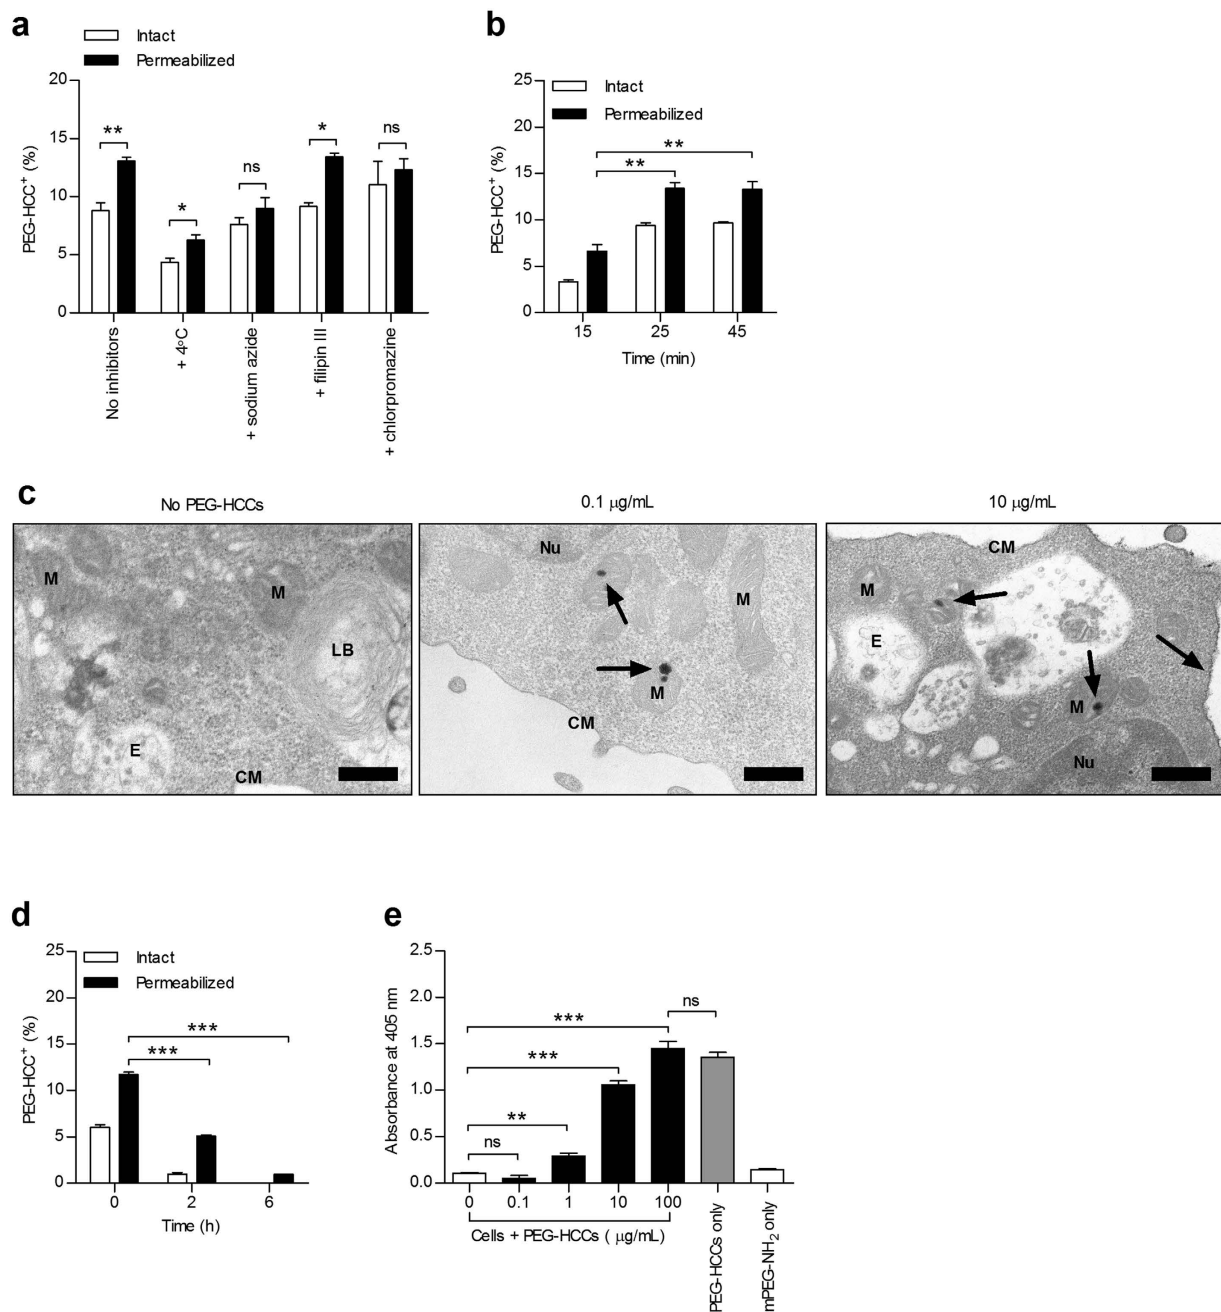 a
Intact
Permeabilized
PEG-HCC+ (%)
20
15
10
5
0
**
*
ns
*
ns
No inhibitors
+ 4°C
+ sodium azide
+ filipin III
+ chlorpromazine
b
Intact
Permeabilized
PEG-HCC+ (%)
25
20
15
10
5
0
**
**
15 25 45
Time (min)
c
No PEG-HCCs
0.1 µg/mL
10 µg/mL
M
M
LB
E
CM
Nu
M
M
CM
CM
M
E
M
Nu
d
Intact
Permeabilized
PEG-HCC+ (%)
25
20
15
10
5
0
***
***
0 2 6
Time (h)
e
Absorbance at 405 nm
2.5
2.0
1.5
1.0
0.5
0.0
ns
***
***
**
ns
0 0.1 1 10 100
Cells + PEG-HCCs ( µg/mL)
PEG-HCCs only
mPEG-NH2 only